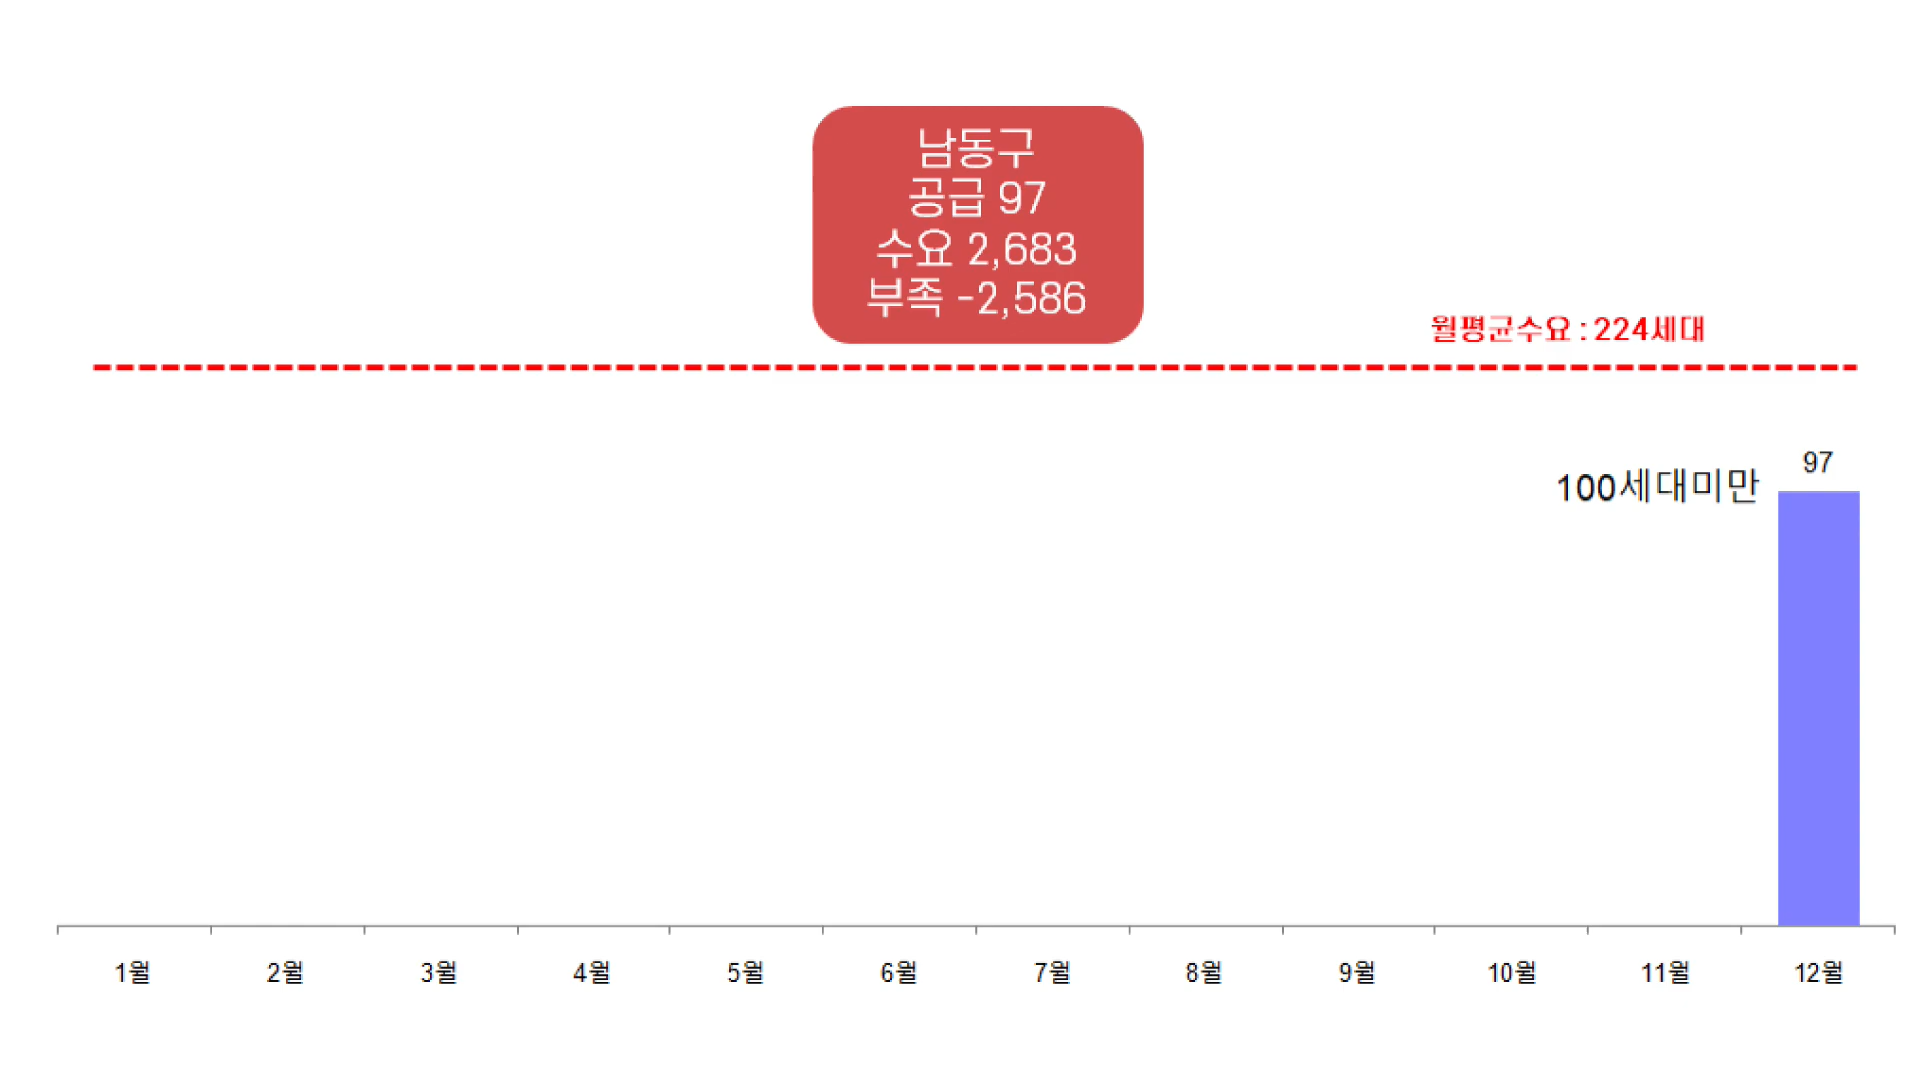 남동구
공급 97
수요 2,683
부족 -2,586
월평균수요 : 224세대
97
100세대미만
1월 2월 3월 4월 5월 6월 7월 8월 9월 10월 11월 12월